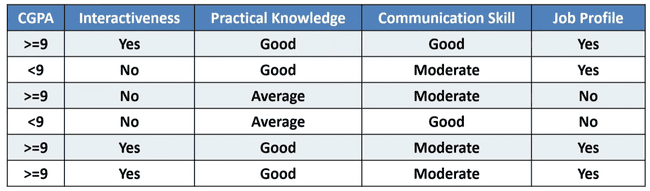 CGPA Interactiveness Practical Knowledge Communication Skill Job Profile
>=9 Yes Good Good Yes
<9 No Good Moderate Yes
>=9 No Average Moderate No
<9 No Average Good No
>=9 Yes Good Moderate Yes
>=9 Yes Good Moderate Yes